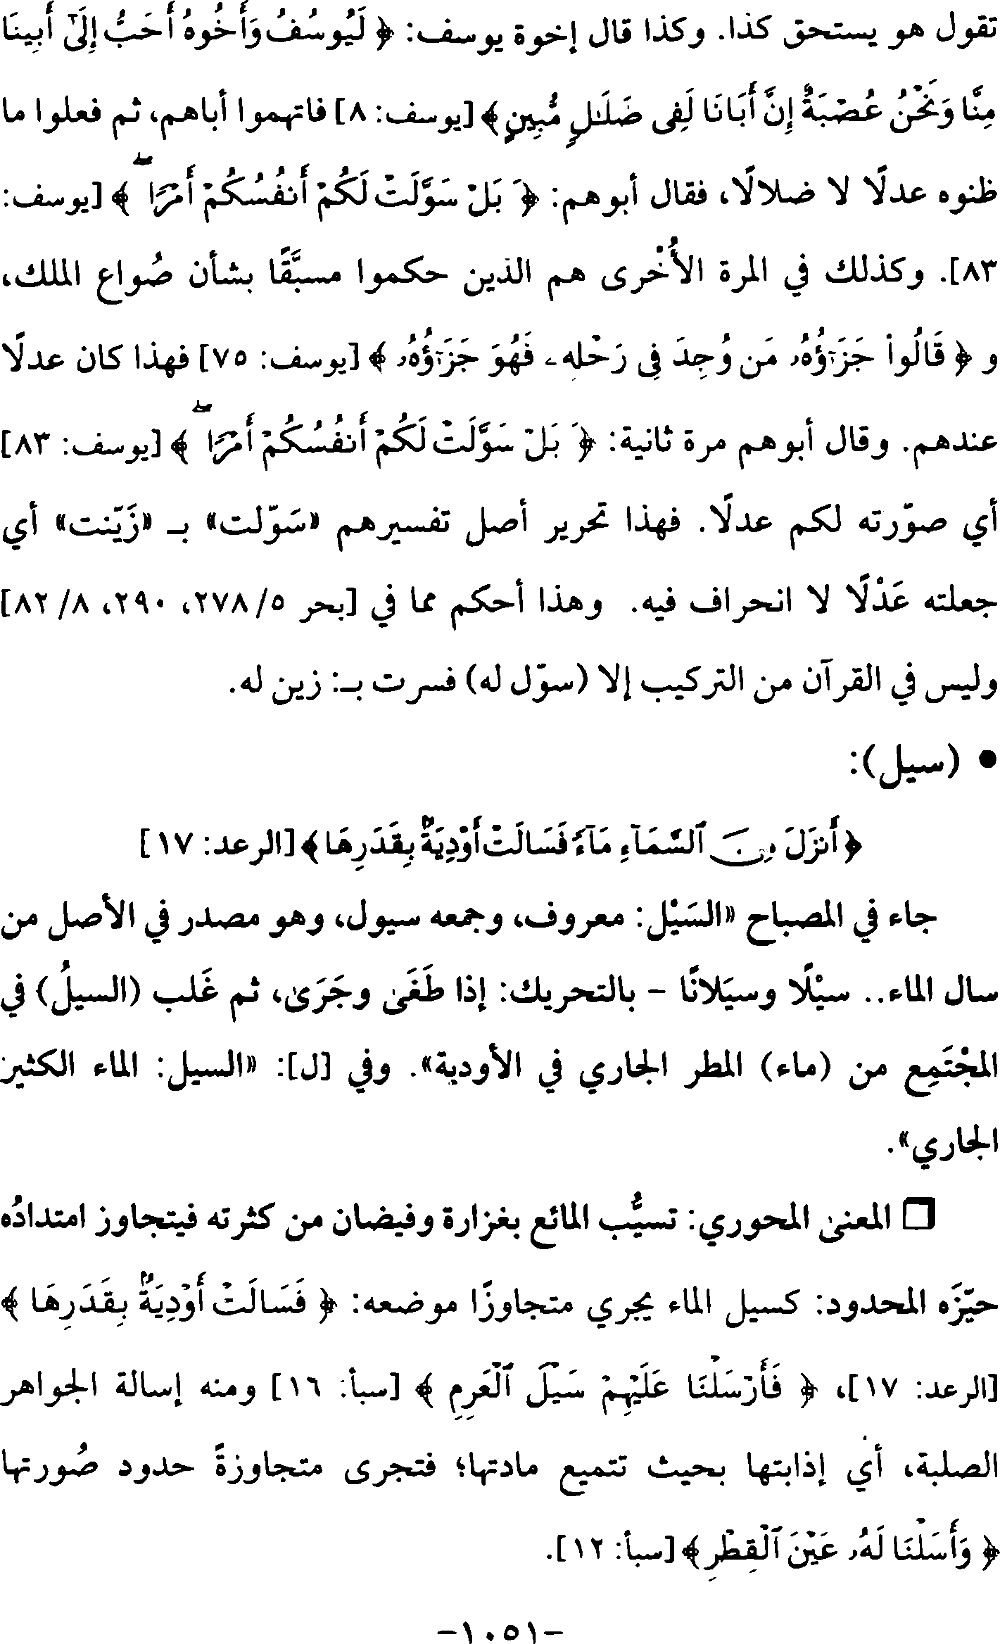 تقول هو يستحق كذا. وكذا قال إخوة يوسف: ﴿ لَيُوسُفُ وَأَخُوهُ أَحَبُّ إِلَىٰٓ أَبِينَا
مِنَّا وَنَحْنُ عُصْبَةٌ إِنَّ أَبَانَا لَفِى ضَلَٰلٍ مُّبِينٍ﴾ [يوسف: ٨] فاتهموا أباهم، ثم فعلوا ما
ظنوه عدلًا لا ضلالًا، فقال أبوهم: ﴿ بَلْ سَوَّلَتْ لَكُمْ أَنفُسُكُمْ أَمْرًا ۖ ﴾ [يوسف:
٨٣]. وكذلك في المرة الأُخْرى هم الذين حكموا مسبَّقًا بشأن صُواع الملك،
و ﴿ قَالُوا۟ جَزَٰٓؤُهُۥ مَن وُجِدَ فِى رَحْلِهِۦ فَهُوَ جَزَٰٓؤُهُۥ ﴾ [يوسف: ٧٥] فهذا كان عدلًا
عندهم. وقال أبوهم مرة ثانية: ﴿ بَلْ سَوَّلَتْ لَكُمْ أَنفُسُكُمْ أَمْرًا ۖ ﴾ [يوسف: ٨٣]
أي صوّرته لكم عدلًا. فهذا تحرير أصل تفسيرهم «سَوّلت» بـ «زَيّنت» أي
جعلته عَدْلًا لا انحراف فيه. وهذا أحكم مما في [بحر ٥/ ٢٧٨، ٢٩٠، ٨/ ٨٢]
وليس في القرآن من التركيب إلا (سوّل له) فسرت بـ: زين له.
• (سيل):
﴿أَنزَلَ مِنَ ٱلسَّمَآءِ مَآءً فَسَالَتْ أَوْدِيَةٌۢ بِقَدَرِهَا﴾ [الرعد: ١٧]
جاء في المصباح «السَيْل: معروف، وجمعه سيول، وهو مصدر في الأصل من
سال الماء.. سيْلًا وسيَلانًا – بالتحريك: إذا طَغَىٰ وجَرَىٰ، ثم غَلب (السيلُ) في
المجْتَمِع من (ماء) المطر الجاري في الأودية». وفي [ل]: «السيل: الماء الكثير
الجاري».
❒ المعنىٰ المحوري: تسيُّب المائع بغزارة وفيضان من كثرته فيتجاوز امتدادُه
حيّزَه المحدود: كسيل الماء يجري متجاوزًا موضعه: ﴿ فَسَالَتْ أَوْدِيَةٌۢ بِقَدَرِهَا ﴾
[الرعد: ١٧]، ﴿ فَأَرْسَلْنَا عَلَيْهِمْ سَيْلَ ٱلْعَرِمِ ﴾ [سبأ: ١٦] ومنه إسالة الجواهر
الصلبة، أي إذابتها بحيث تتميع مادتها؛ فتجرى متجاوزةً حدود صُورتها
﴿ وَأَسَلْنَا لَهُۥ عَيْنَ ٱلْقِطْرِ ﴾ [سبأ: ١٢].
-١٠٥١-